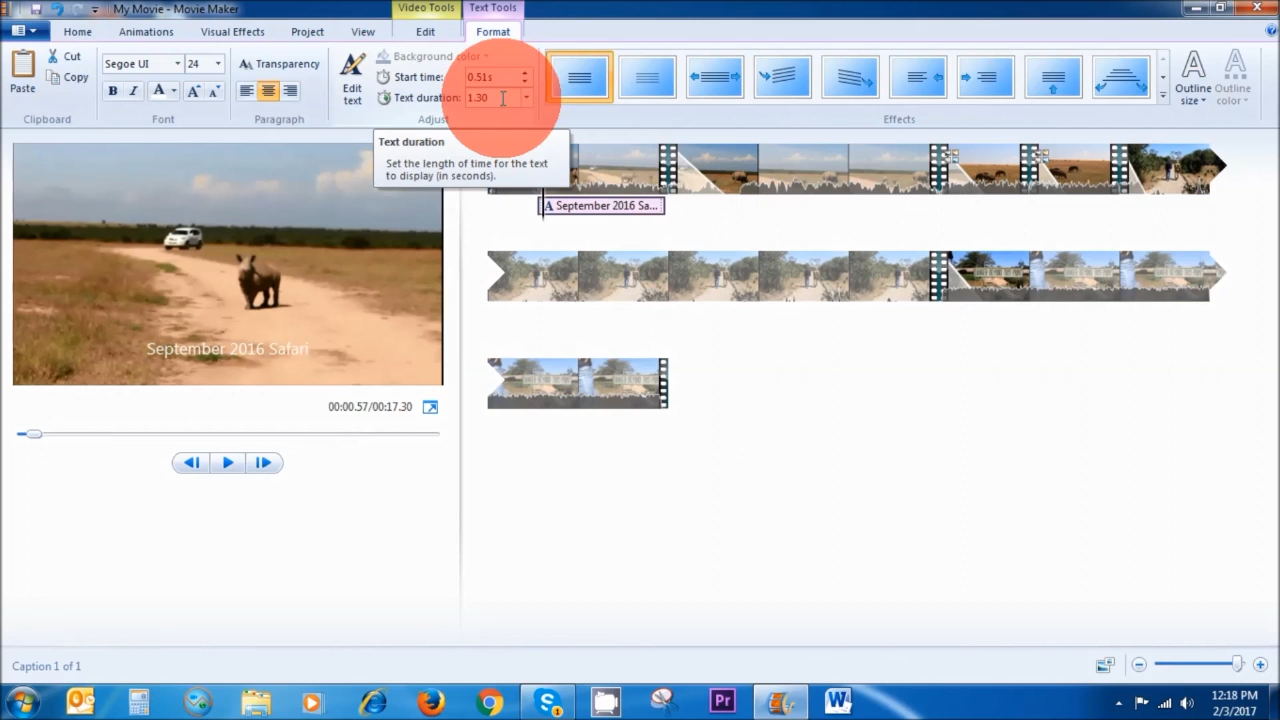 My Movie - Movie Maker
Video Tools
Text Tools
Home
Animations
Visual Effects
Project
View
Edit
Format
Paste
Cut
Copy
Clipboard
Segoe UI
24
B I A A A
Font
Transparency
Paragraph
Edit text
Background color
Start time: 0.51s
Text duration: 1.30
Adjust
Effects
Outline size
Outline color
Text duration
Set the length of time for the text
to display (in seconds).
A September 2016 Sa...
September 2016 Safari
00:00.57/00:17.30
Caption 1 of 1
Pr
W
12:18 PM
2/3/2017